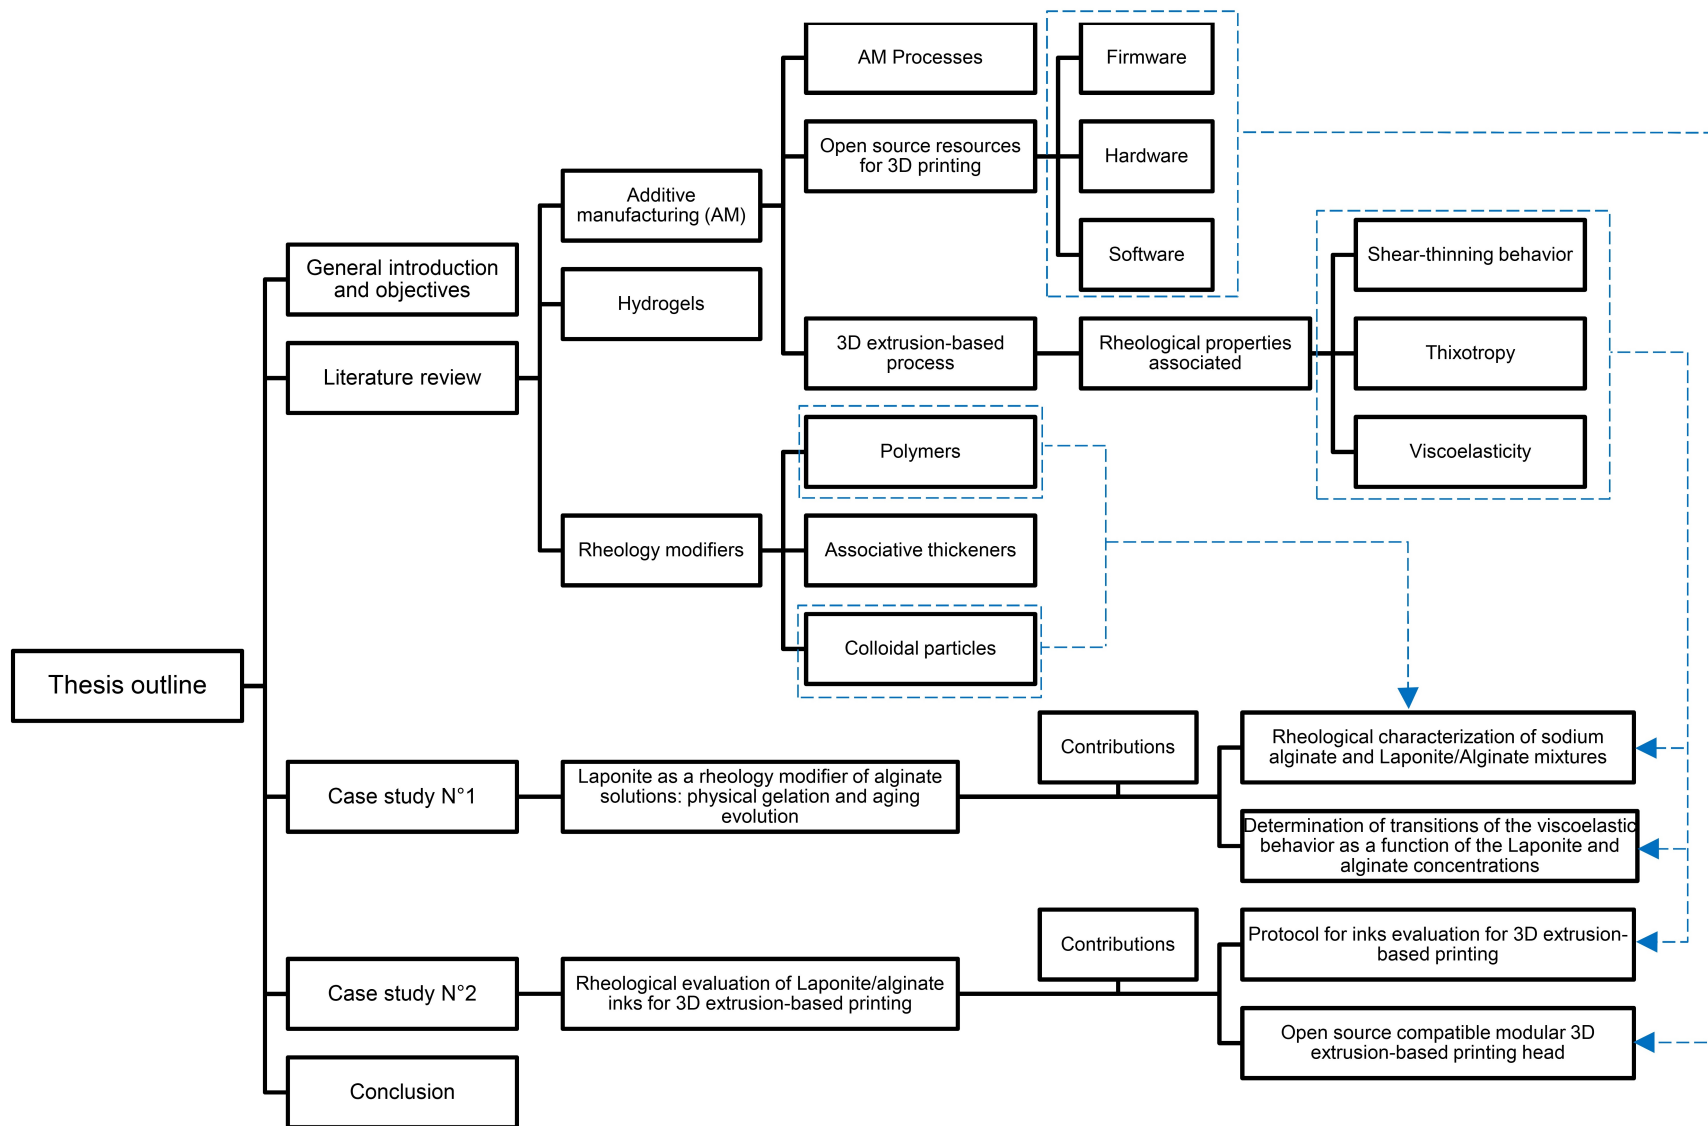 Thesis outline
General introduction
and objectives
Literature review
Additive
manufacturing (AM)
AM Processes
Open source resources
for 3D printing
Firmware
Hardware
Software
3D extrusion-based
process
Rheological properties
associated
Shear-thinning behavior
Thixotropy
Viscoelasticity
Hydrogels
Rheology modifiers
Polymers
Associative thickeners
Colloidal particles
Case study N°1
Laponite as a rheology modifier of alginate
solutions: physical gelation and aging
evolution
Contributions
Rheological characterization of sodium
alginate and Laponite/Alginate mixtures
Determination of transitions of the viscoelastic
behavior as a function of the Laponite and
alginate concentrations
Case study N°2
Rheological evaluation of Laponite/alginate
inks for 3D extrusion-based printing
Contributions
Protocol for inks evaluation for 3D extrusion-
based printing
Open source compatible modular 3D
extrusion-based printing head
Conclusion